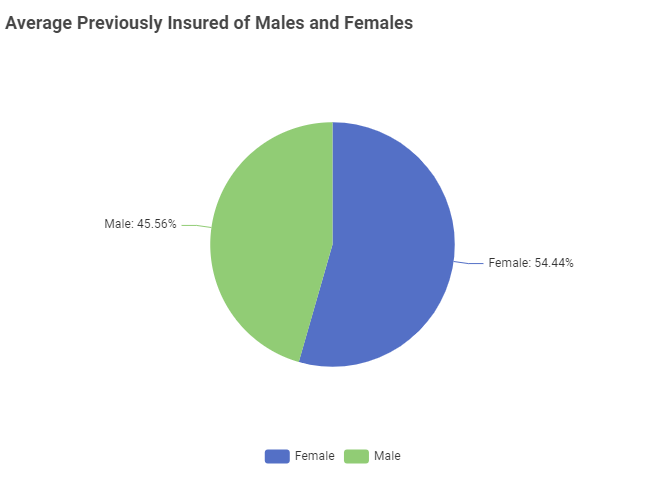 Average Previously Insured of Males and Females
Male: 45.56%
Female: 54.44%
Female Male